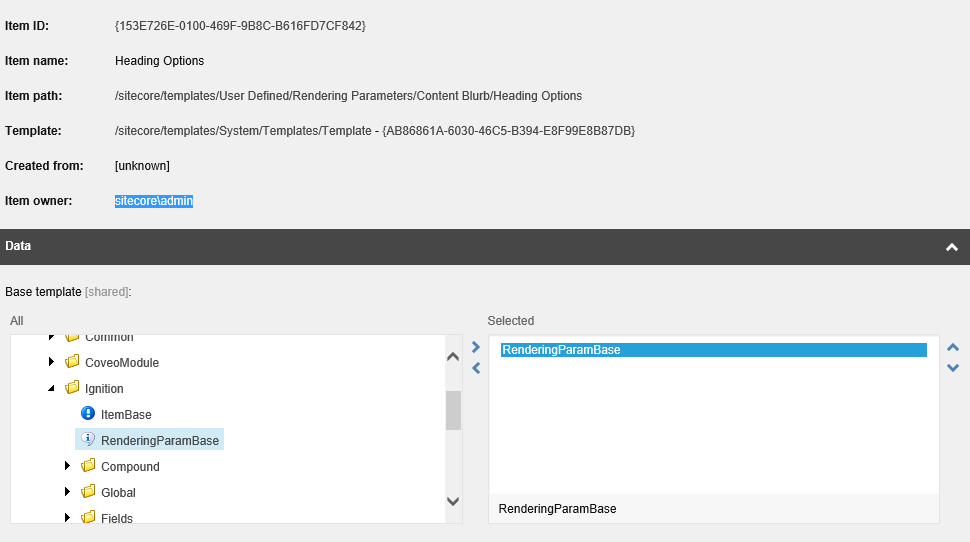 Item ID: {153E726E-0100-469F-9B8C-B616FD7CF842}
Item name: Heading Options
Item path: /sitecore/templates/User Defined/Rendering Parameters/Content Blurb/Heading Options
Template: /sitecore/templates/System/Templates/Template - {AB86861A-6030-46C5-B394-E8F99E8B87DB}
Created from: [unknown]
Item owner: sitecore\admin
Data
Base template [shared]:
All
Selected
Common
CoveoModule
Ignition
ItemBase
RenderingParamBase
Compound
Global
Fields
RenderingParamBase
RenderingParamBase